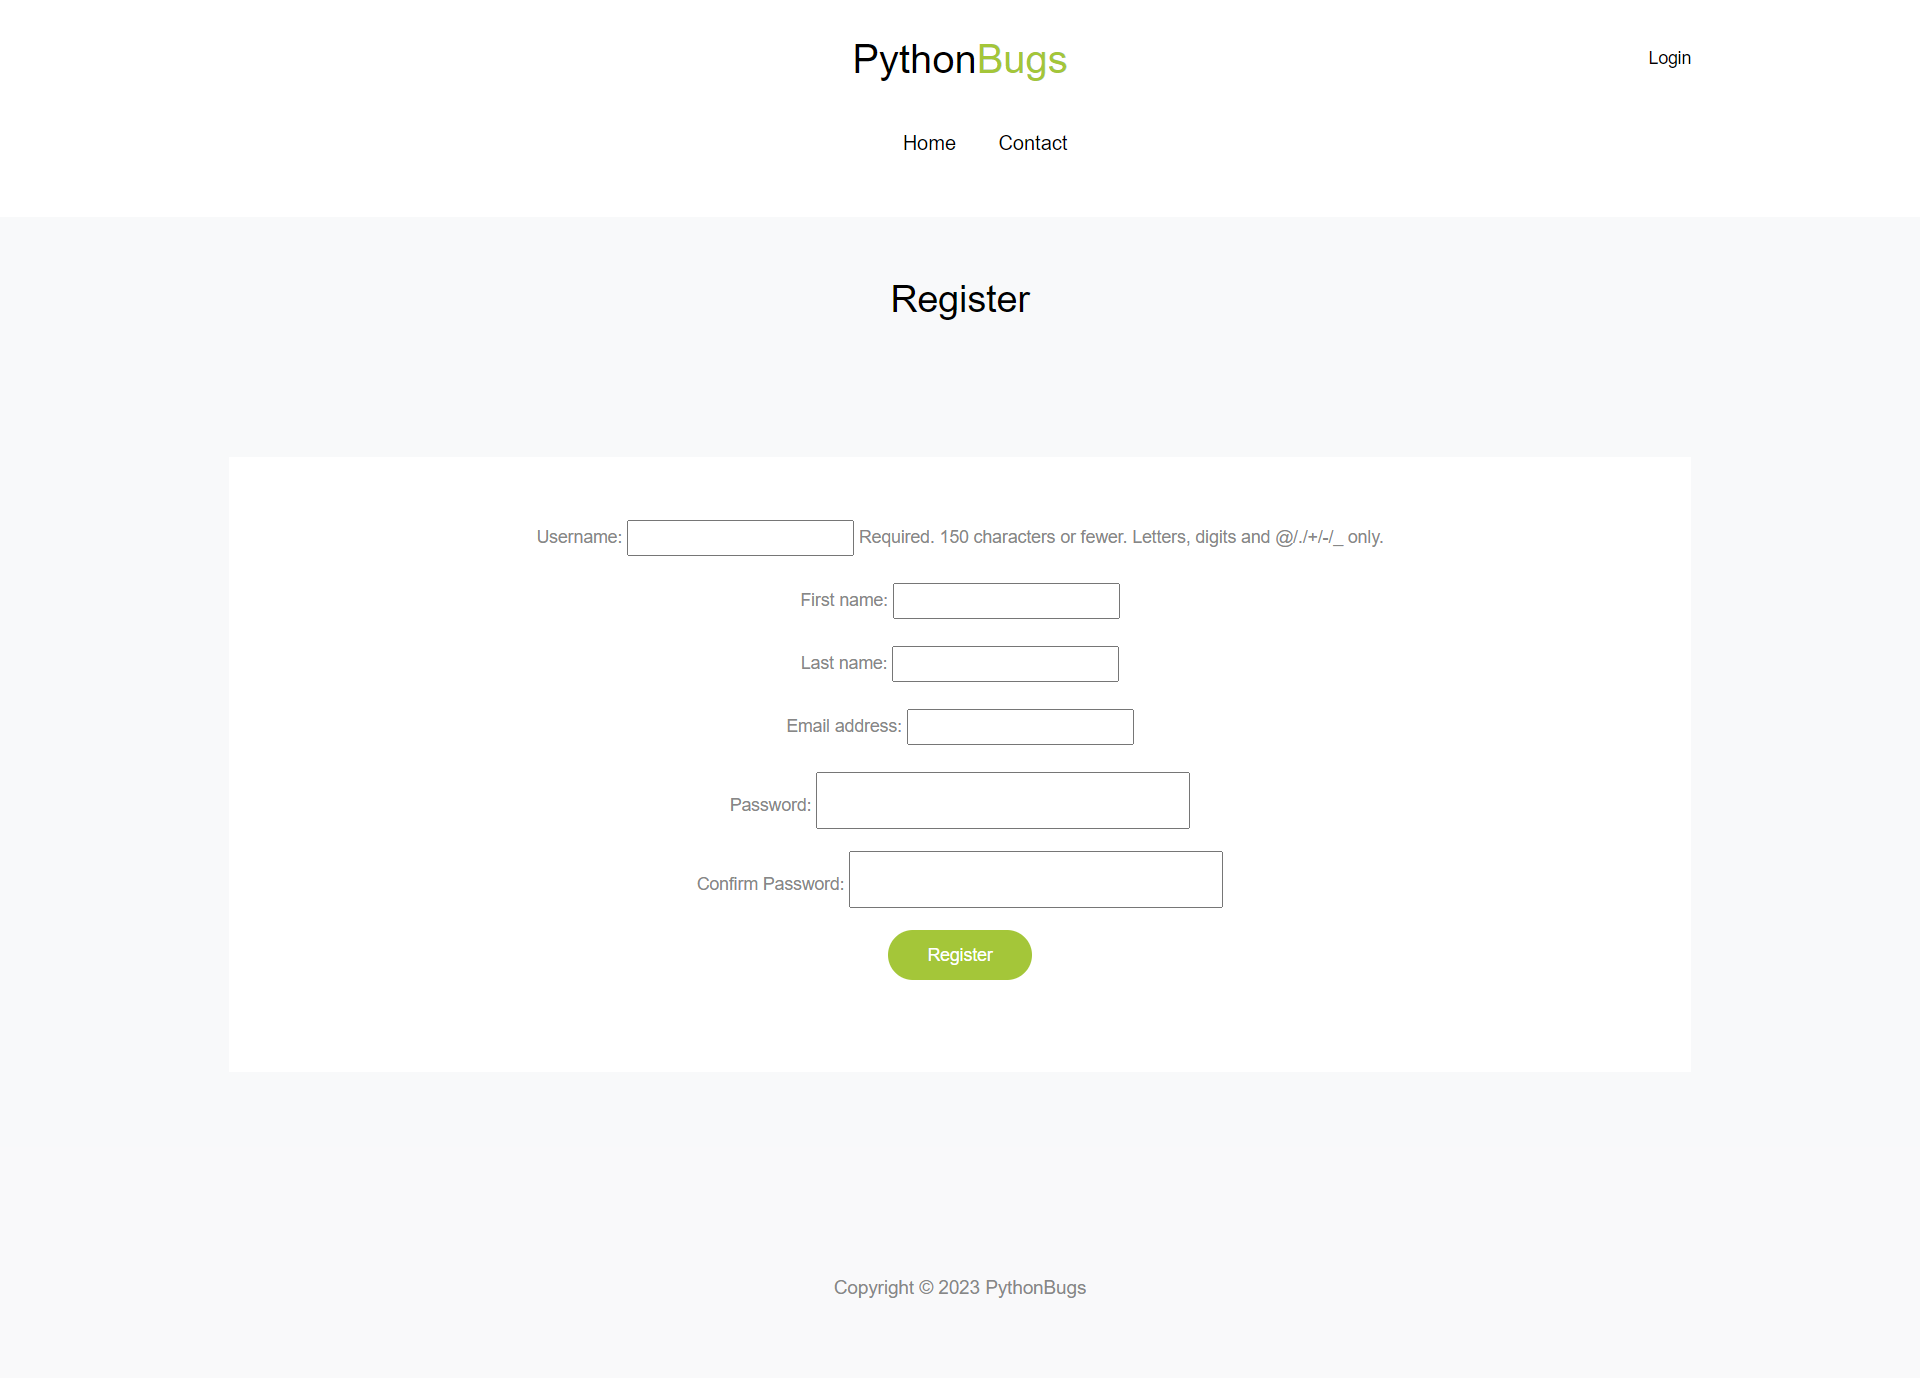 PythonBugs
Login
Home Contact
Register
Username: Required. 150 characters or fewer. Letters, digits and @/./+/-/_ only.
First name:
Last name:
Email address:
Password:
Confirm Password:
Register
Copyright © 2023 PythonBugs